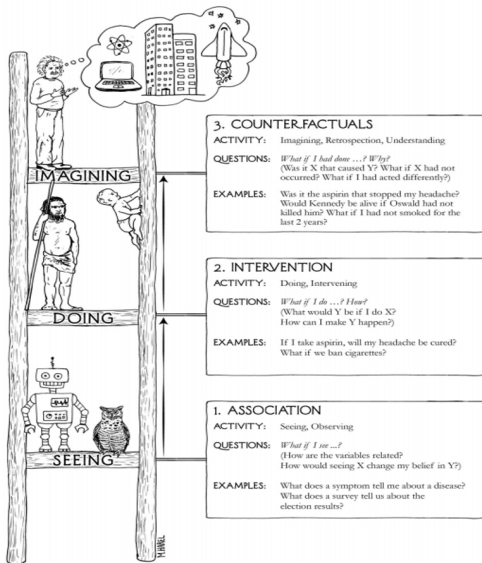 3. COUNTERFACTUALS
ACTIVITY: Imagining, Retrospection, Understanding
QUESTIONS: What if I had done …? Why?
(Was it X that caused Y? What if X had not
occurred? What if I had acted differently?)
EXAMPLES: Was it the aspirin that stopped my headache?
Would Kennedy be alive if Oswald had not
killed him? What if I had not smoked for the
last 2 years?
IMAGINING
2. INTERVENTION
ACTIVITY: Doing, Intervening
QUESTIONS: What if I do …? How?
(What would Y be if I do X?
How can I make Y happen?)
EXAMPLES: If I take aspirin, will my headache be cured?
What if we ban cigarettes?
DOING
1. ASSOCIATION
ACTIVITY: Seeing, Observing
QUESTIONS: What if I see ...?
(How are the variables related?
How would seeing X change my belief in Y?)
EXAMPLES: What does a symptom tell me about a disease?
What does a survey tell us about the
election results?
SEEING
M.HAREL